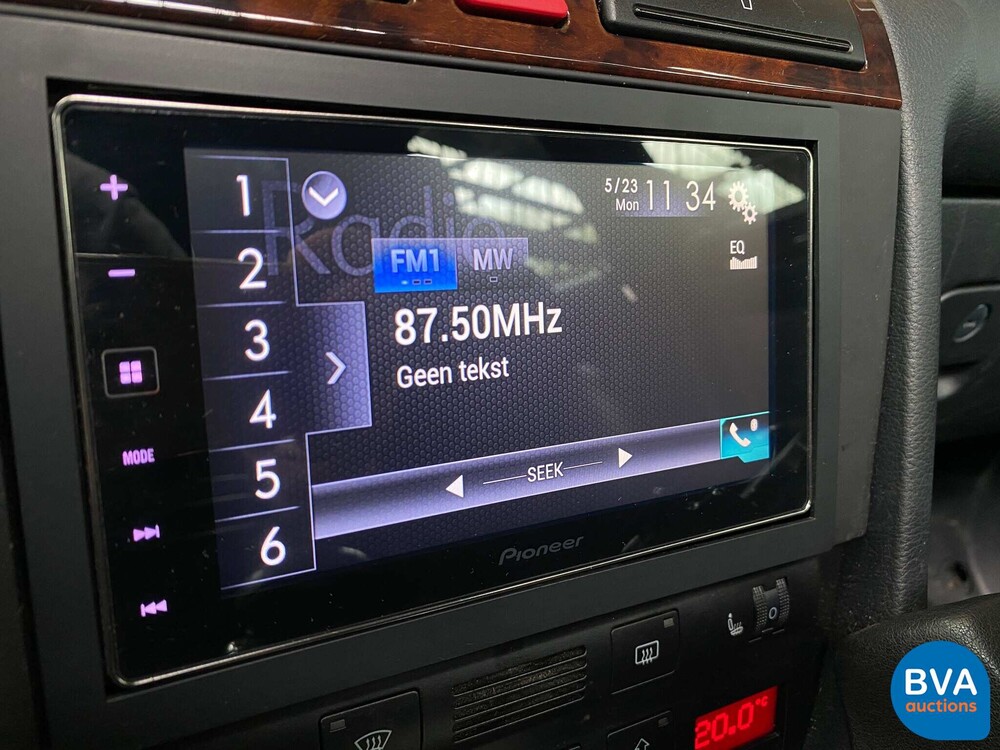 5/23
Mon
11 34
Radio
FM1
MW
EQ
87.50MHz
Geen tekst
SEEK
1
2
3
4
5
6
MODE
Pioneer
0
20.0°C
BVA
auctions